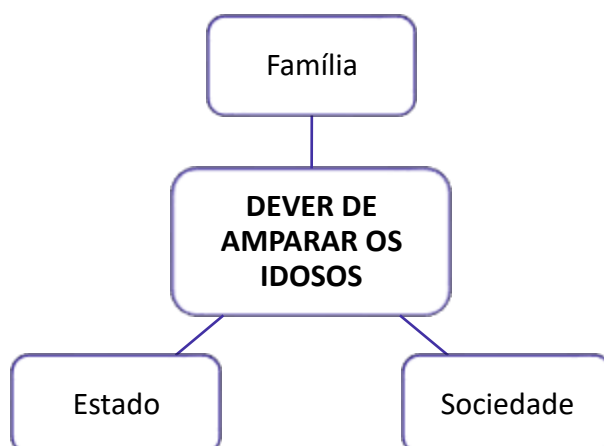 Família
DEVER DE
AMPARAR OS
IDOSOS
Estado
Sociedade